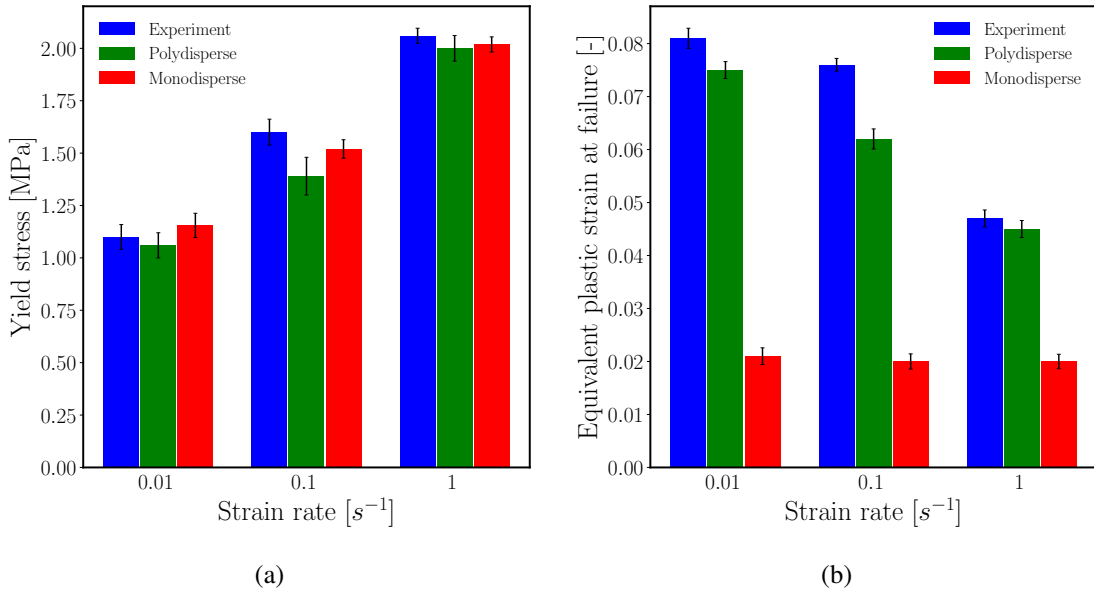 Yield stress [MPa]
2.00
1.75
1.50
1.25
1.00
0.75
0.50
0.25
0.00
Experiment
Polydisperse
Monodisperse
0.01 0.1 1
Strain rate [s⁻¹]
(a)
Equivalent plastic strain at failure [-]
0.08
0.07
0.06
0.05
0.04
0.03
0.02
0.01
0.00
Experiment
Polydisperse
Monodisperse
0.01 0.1 1
Strain rate [s⁻¹]
(b)